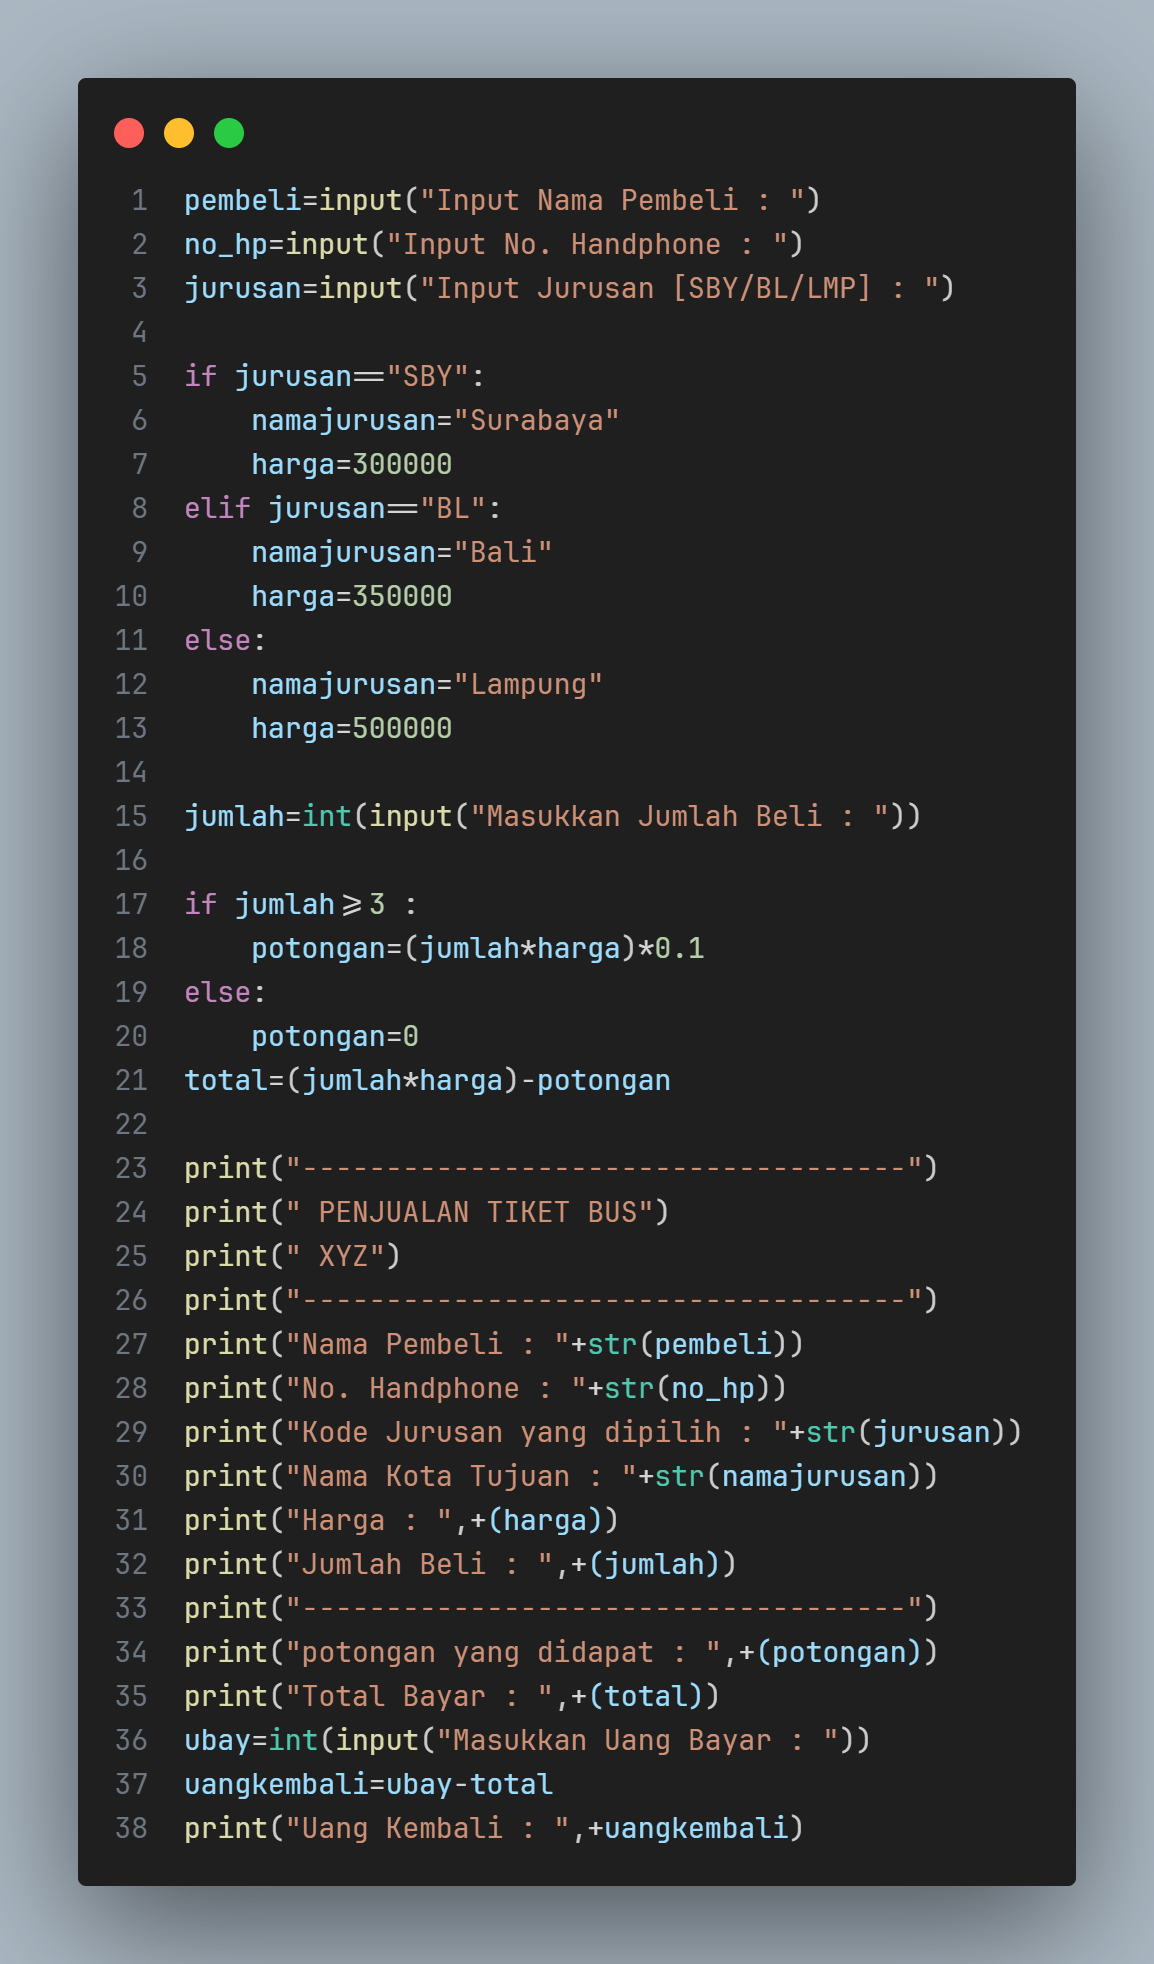 1 pembeli=input("Input Nama Pembeli : ")
2 no_hp=input("Input No. Handphone : ")
3 jurusan=input("Input Jurusan [SBY/BL/LMP] : ")
4
5 if jurusan=="SBY":
6     namajurusan="Surabaya"
7     harga=300000
8 elif jurusan=="BL":
9     namajurusan="Bali"
10     harga=350000
11 else:
12     namajurusan="Lampung"
13     harga=500000
14
15 jumlah=int(input("Masukkan Jumlah Beli : "))
16
17 if jumlah>=3 :
18     potongan=(jumlah*harga)*0.1
19 else:
20     potongan=0
21 total=(jumlah*harga)-potongan
22
23 print("------------------------------------")
24 print(" PENJUALAN TIKET BUS")
25 print(" XYZ")
26 print("------------------------------------")
27 print("Nama Pembeli : "+str(pembeli))
28 print("No. Handphone : "+str(no_hp))
29 print("Kode Jurusan yang dipilih : "+str(jurusan))
30 print("Nama Kota Tujuan : "+str(namajurusan))
31 print("Harga : ",+(harga))
32 print("Jumlah Beli : ",+(jumlah))
33 print("------------------------------------")
34 print("potongan yang didapat : ",+(potongan))
35 print("Total Bayar : ",+(total))
36 ubay=int(input("Masukkan Uang Bayar : "))
37 uangkembali=ubay-total
38 print("Uang Kembali : ",+uangkembali)